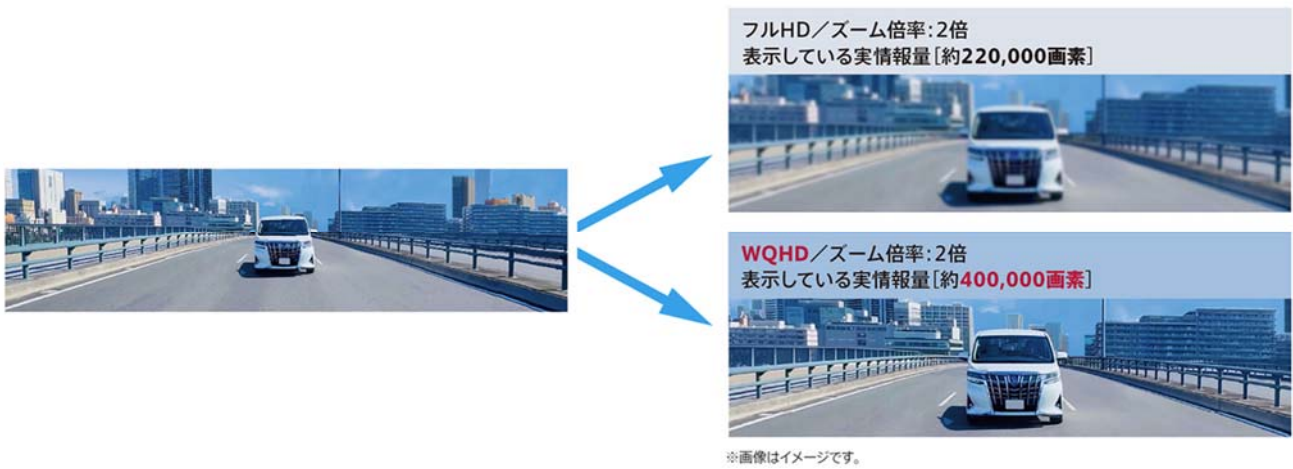 フルHD／ズーム倍率：2倍
表示している実情報量［約220,000画素］
WQHD／ズーム倍率：2倍
表示している実情報量［約400,000画素］
※画像はイメージです。